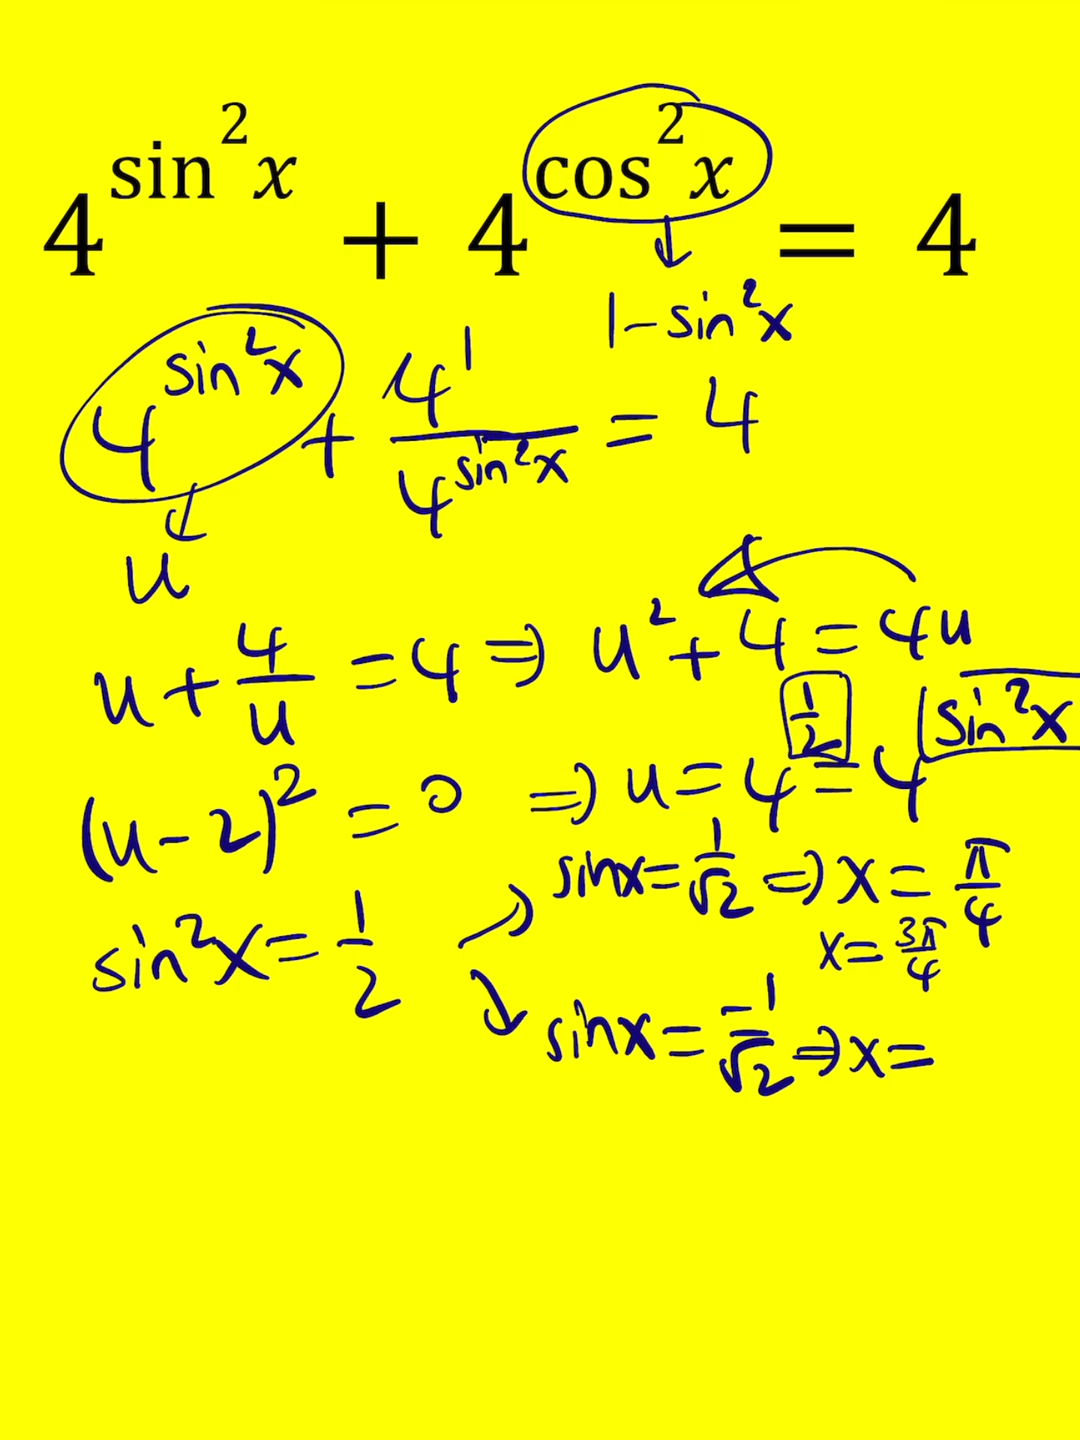 4^sin²x + 4^cos²x = 4
1 - sin²x
4^sin²x + 4¹/4^sin²x = 4
u
u + 4/u = 4 ⇒ u² + 4 = 4u
(u - 2)² = 0 ⇒ u = 4^1/2 = 4^sin²x
sin²x = 1/2
sinx = 1/√2 ⇒ x = π/4
x = 3π/4
sinx = -1/√2 ⇒ x =